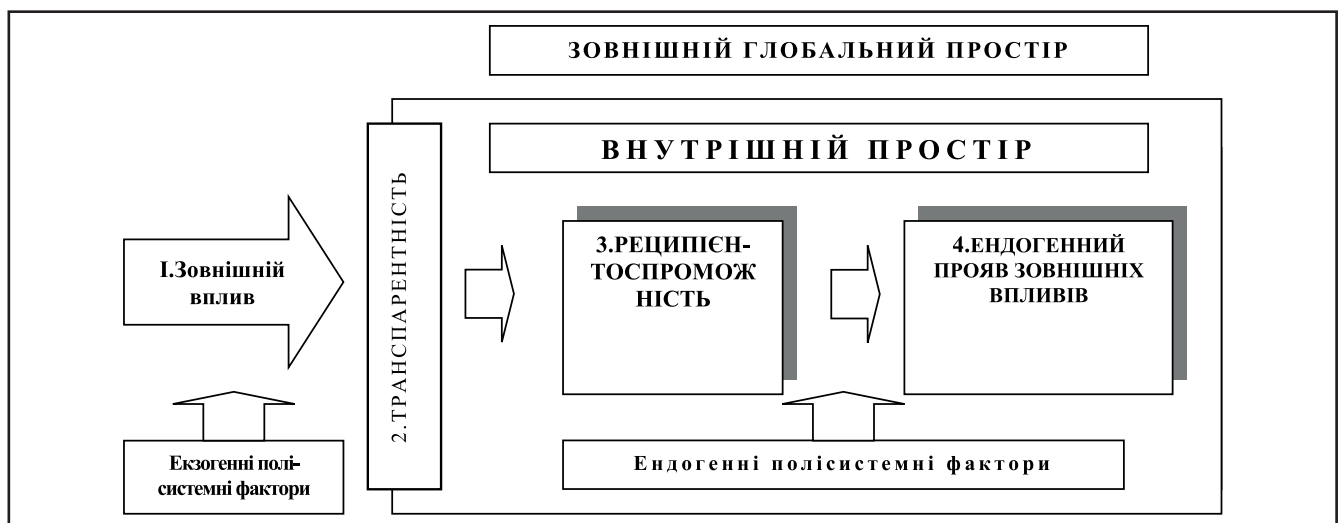 ЗОВНІШНІЙ ГЛОБАЛЬНИЙ ПРОСТІР
ВНУТРІШНІЙ ПРОСТІР
І.Зовнішній
вплив
2.ТРАНСПАРЕНТНІСТЬ
3.РЕЦИПІЄН-
ТОСПРОМОЖ
НІСТЬ
4.ЕНДОГЕННИЙ
ПРОЯВ ЗОВНІШНІХ
ВПЛИВІВ
Екзогенні полі-
системні фактори
Ендогенні полісистемні фактори